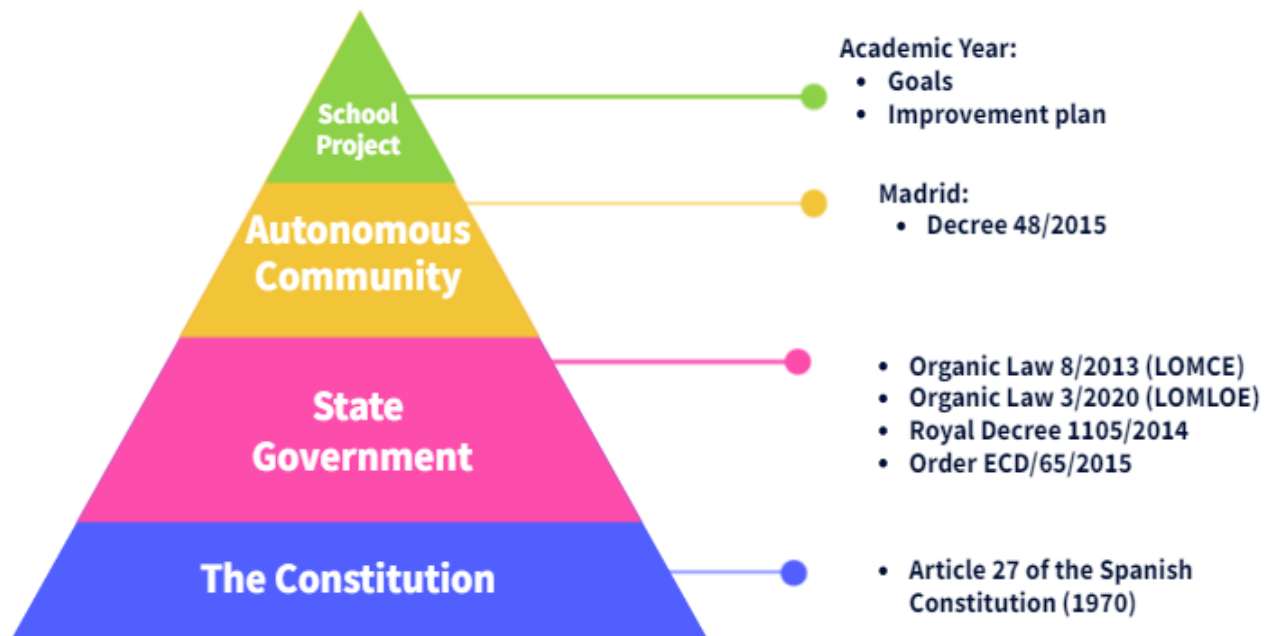 School
Project
Academic Year:
• Goals
• Improvement plan
Autonomous
Community
Madrid:
• Decree 48/2015
State
Government
• Organic Law 8/2013 (LOMCE)
• Organic Law 3/2020 (LOMLOE)
• Royal Decree 1105/2014
• Order ECD/65/2015
The Constitution
• Article 27 of the Spanish
Constitution (1970)